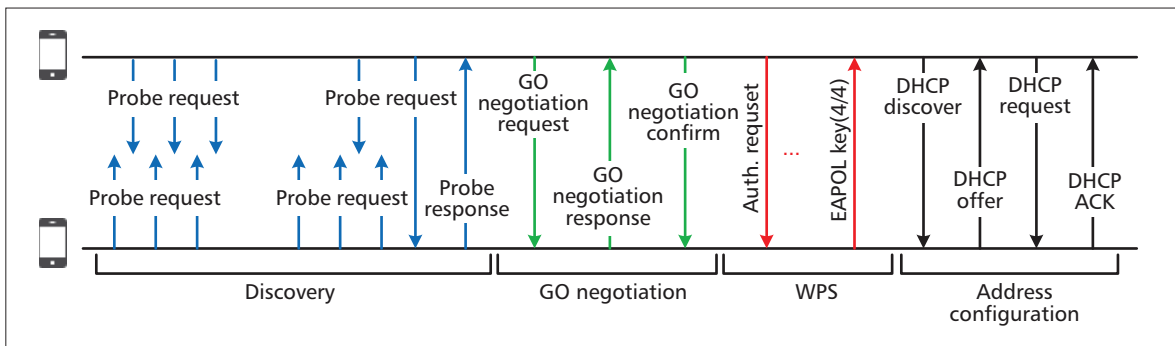 Probe request
Probe request
Probe request
Probe request
Probe
response
GO
negotiation
request
GO
negotiation
response
GO
negotiation
confirm
Auth. requset
...
EAPOL key(4/4)
DHCP
discover
DHCP
offer
DHCP
request
DHCP
ACK
Discovery
GO negotiation
WPS
Address
configuration